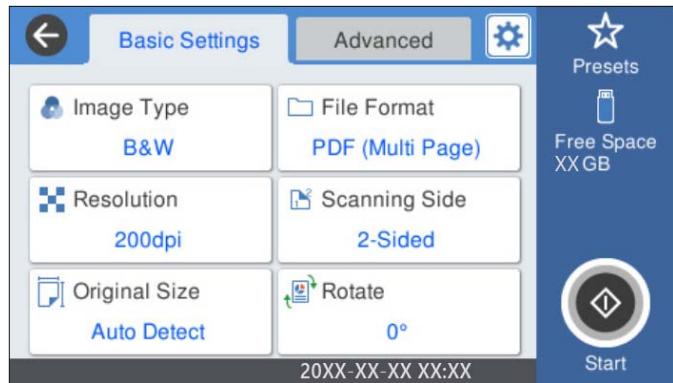 Basic Settings
Advanced
Presets
Image Type
B&W
File Format
PDF (Multi Page)
Free Space
XX GB
Resolution
200dpi
Scanning Side
2-Sided
Original Size
Auto Detect
Rotate
0°
20XX-XX-XX XX:XX
Start